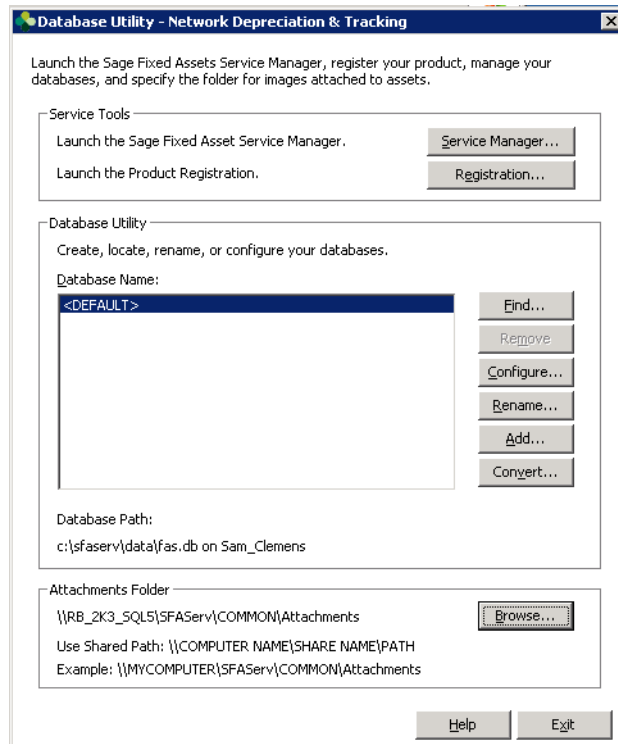 Database Utility - Network Depreciation & Tracking
Launch the Sage Fixed Assets Service Manager, register your product, manage your
databases, and specify the folder for images attached to assets.
Service Tools
Launch the Sage Fixed Asset Service Manager.
Service Manager...
Launch the Product Registration.
Registration...
Database Utility
Create, locate, rename, or configure your databases.
Database Name:
<DEFAULT>
Find...
Remove
Configure...
Rename...
Add...
Convert...
Database Path:
c:\sfaserv\data\fas.db on Sam_Clemens
Attachments Folder
\\RB_2K3_SQL5\SFAServ\COMMON\Attachments
Browse...
Use Shared Path: \\COMPUTER NAME\SHARE NAME\PATH
Example: \\MYCOMPUTER\SFAServ\COMMON\Attachments
Help
Exit